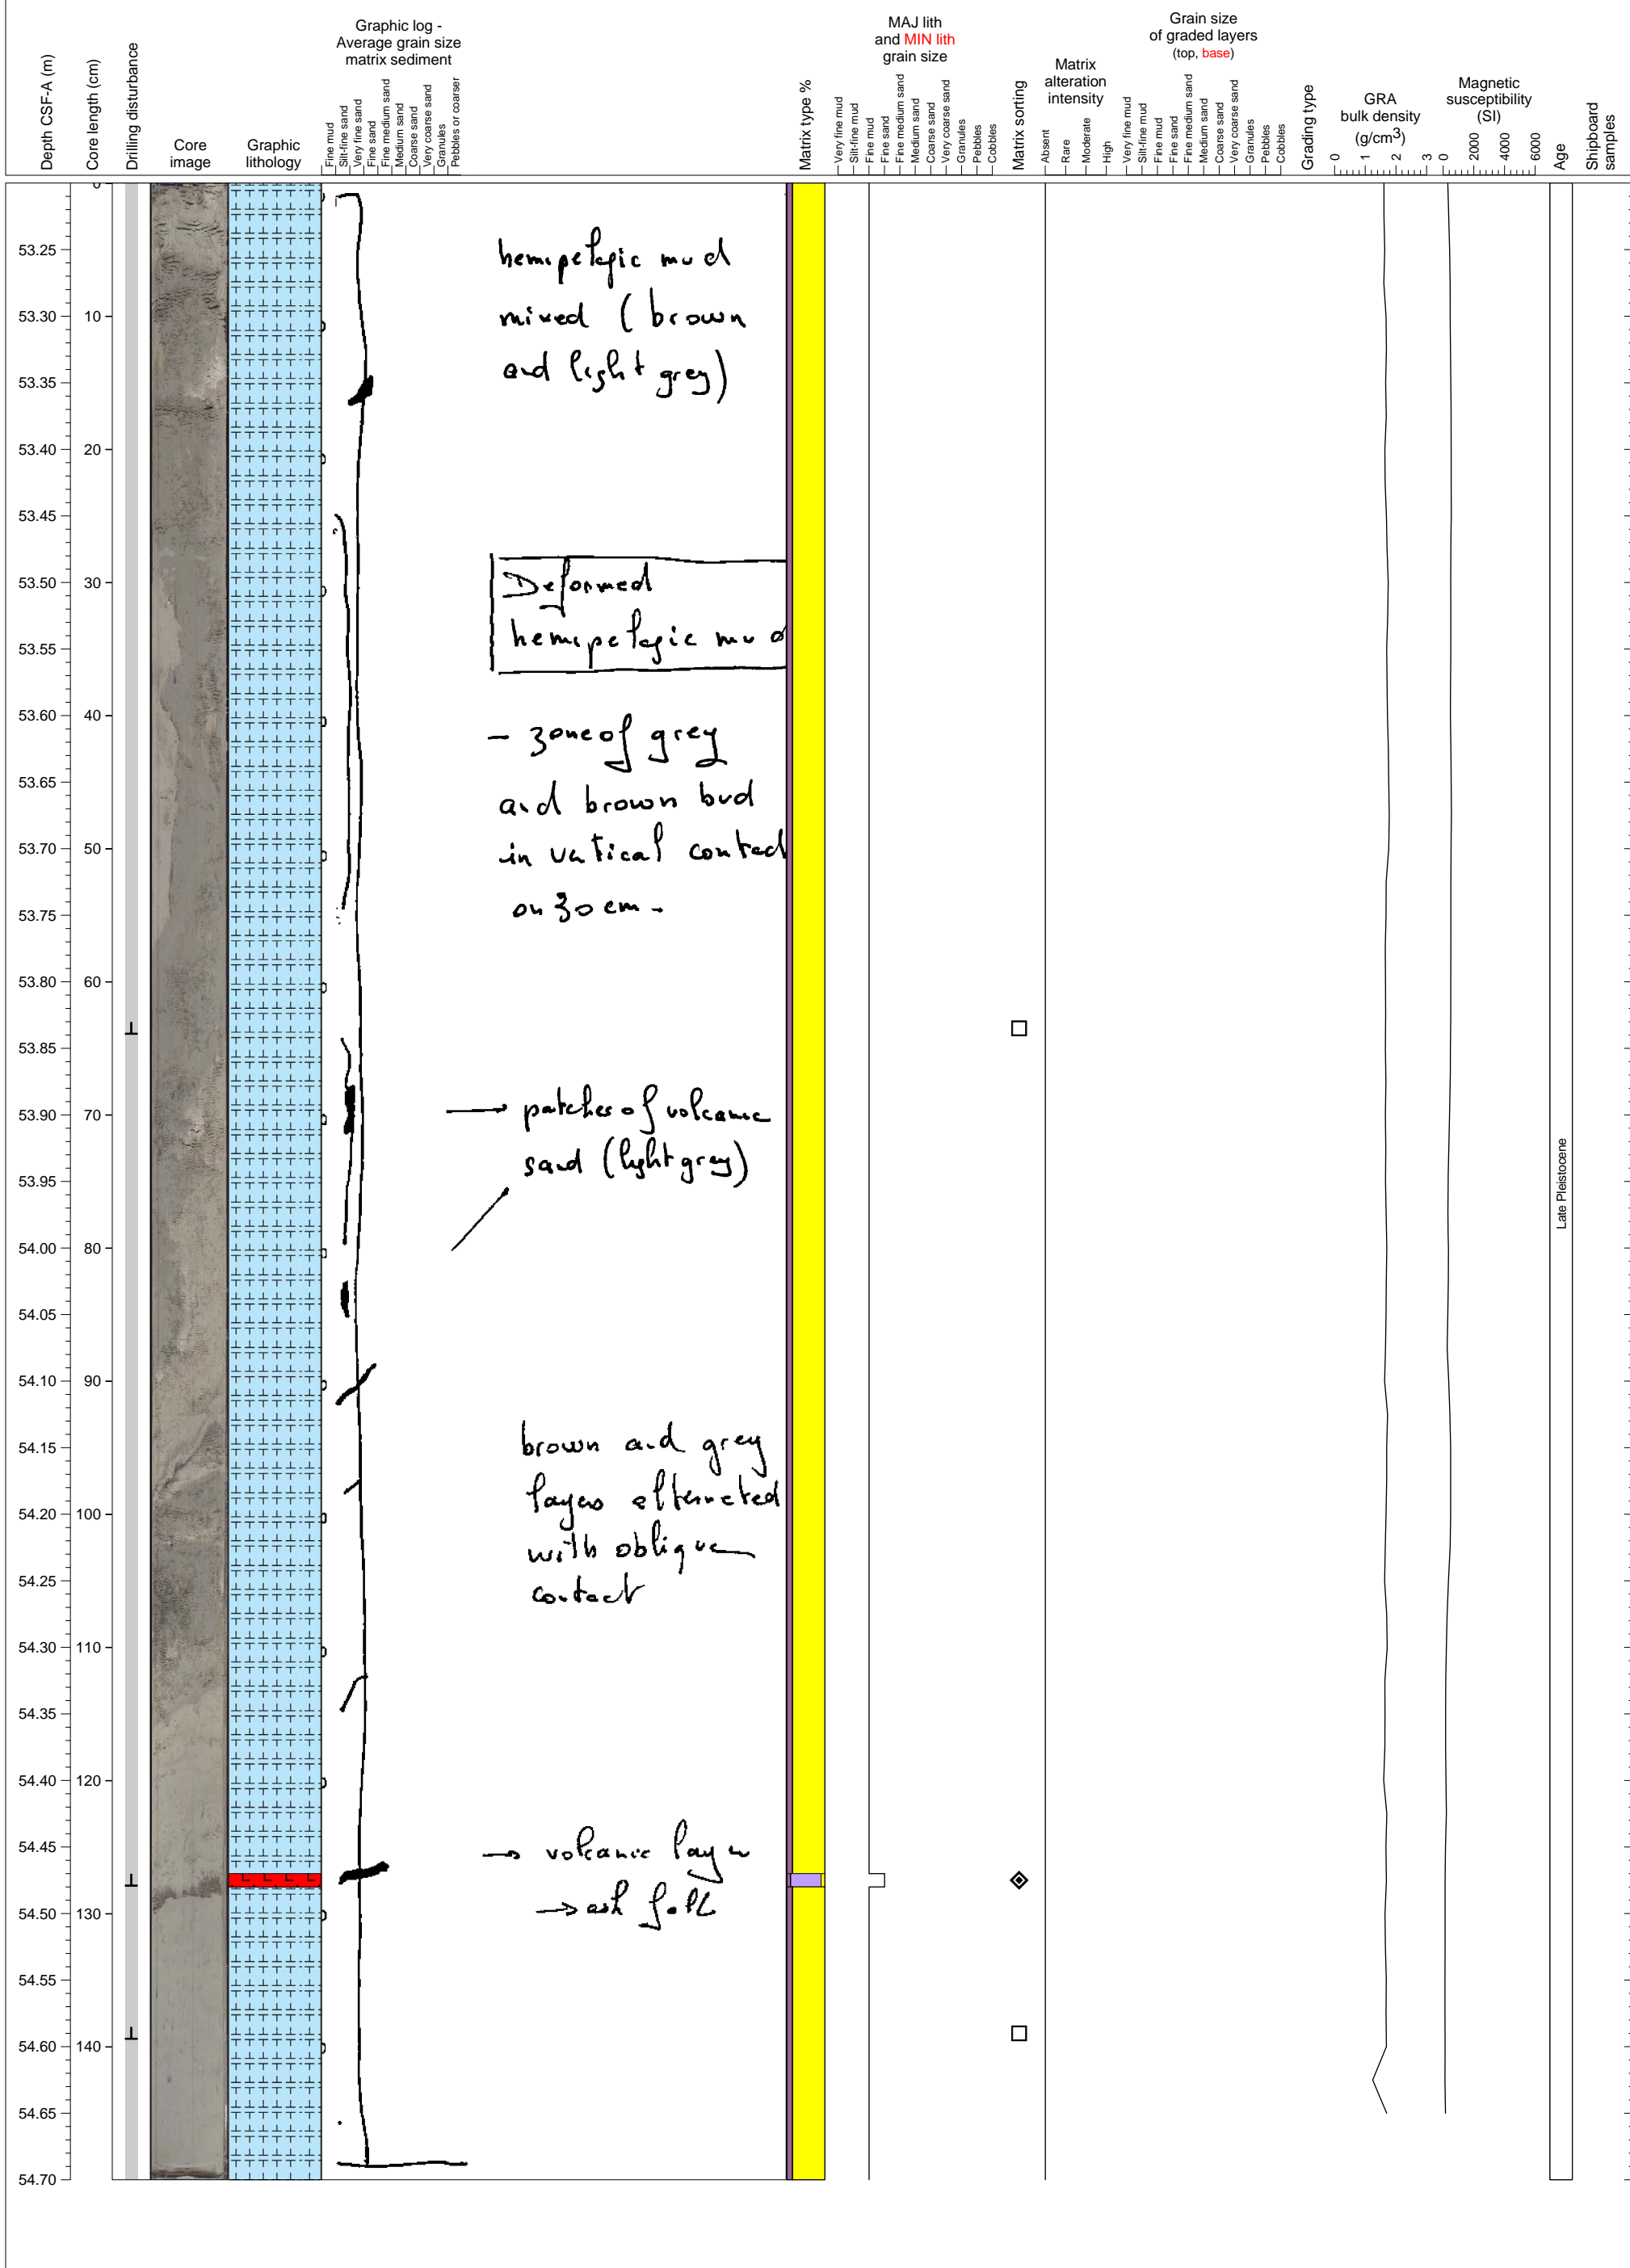 Depth CSF-A (m)
Core length (cm)
Drilling disturbance
Core
image
Graphic
lithology
Graphic log -
Average grain size
matrix sediment
Fine mud
Silt-fine sand
Very fine sand
Fine sand
Fine medium sand
Medium sand
Coarse sand
Very coarse sand
Granules
Pebbles or coarser
Matrix type %
MAJ lith
and MIN lith
grain size
Very fine mud
Silt-fine mud
Fine mud
Fine sand
Fine medium sand
Medium sand
Coarse sand
Very coarse sand
Granules
Pebbles
Cobbles
Matrix sorting
Matrix
alteration
intensity
Absent
Rare
Moderate
High
Grain size
of graded layers
(top, base)
Very fine mud
Silt-fine mud
Fine mud
Fine sand
Fine medium sand
Medium sand
Coarse sand
Very coarse sand
Granules
Pebbles
Cobbles
Grading type
GRA
bulk density
(g/cm3)
0 1 2 3
Magnetic
susceptibility
(SI)
0 2000 4000 6000
Age
Shipboard
samples
0
53.25
53.30 10
53.35
53.40 20
53.45
53.50 30
53.55
53.60 40
53.65
53.70 50
53.75
53.80 60
53.85
53.90 70
53.95
54.00 80
54.05
54.10 90
54.15
54.20 100
54.25
54.30 110
54.35
54.40 120
54.45
54.50 130
54.55
54.60 140
54.65
54.70
hemipelagic mud
mixed (brown
and light grey)
Deformed
hemipelagic mud
- zone of grey
and brown bud
in vertical contact
on 30 cm -
→ patches of volcanic
sand (light grey)
brown and grey
layers alternated
with oblique
contact
→ volcanic layer
→ ash fall
Late Pleistocene